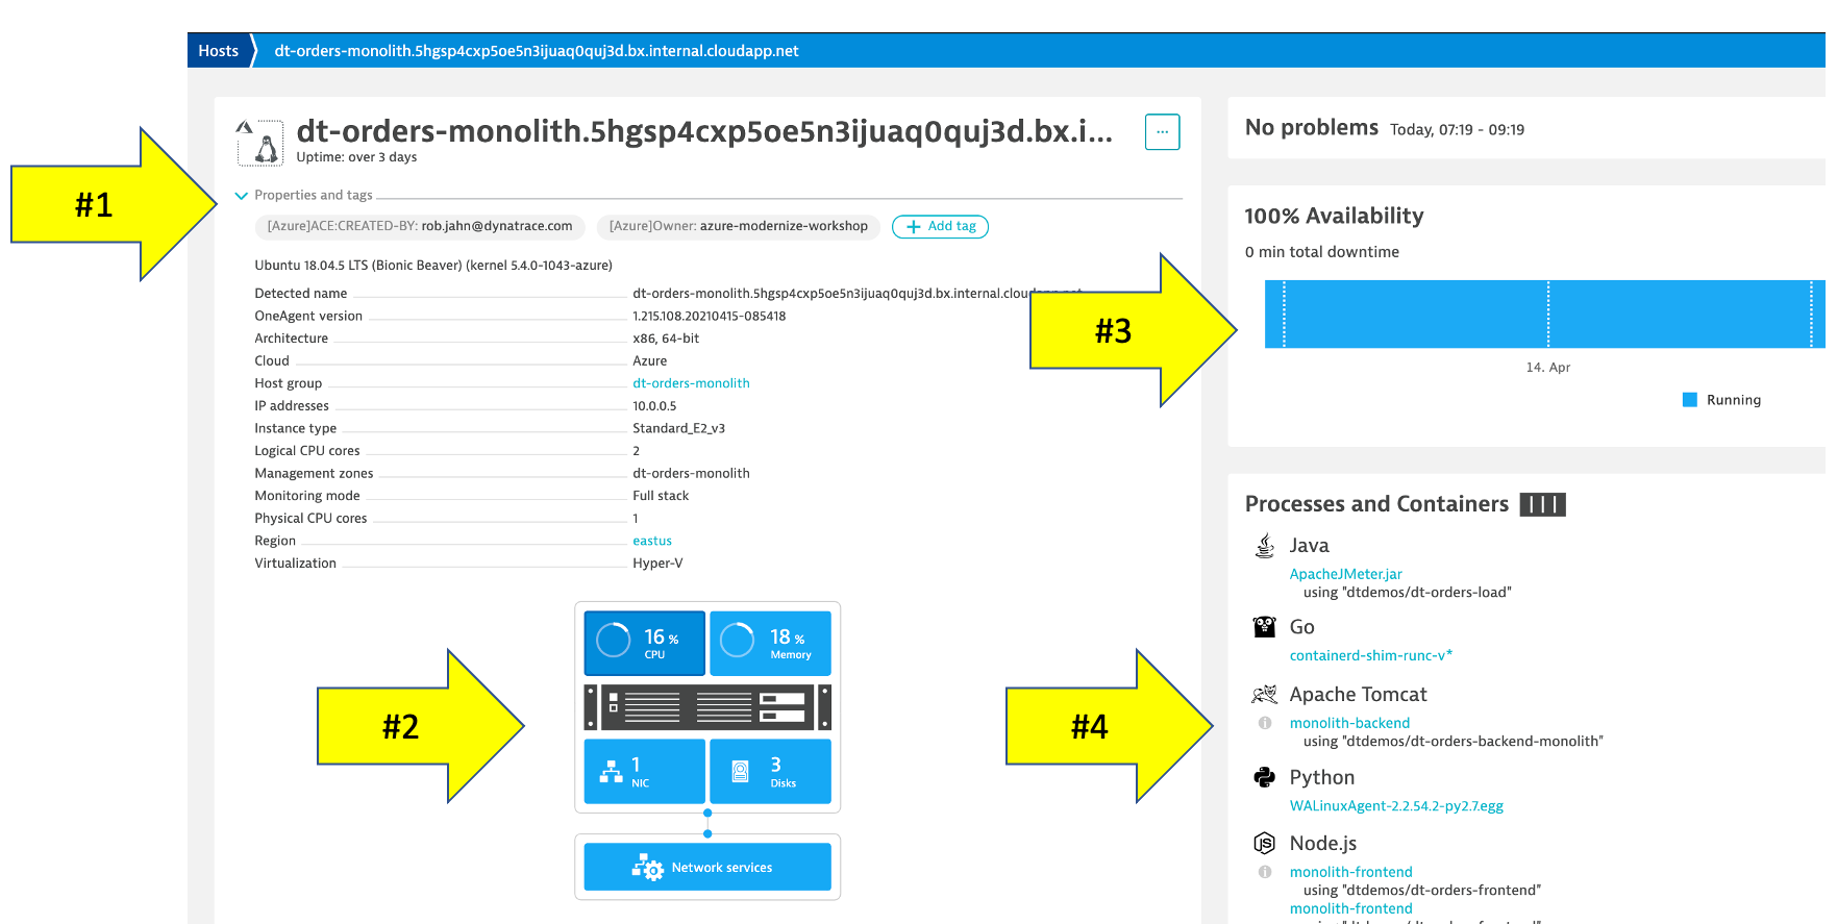 Hosts
dt-orders-monolith.5hgsp4cxp5oe5n3ijuaq0quj3d.bx.internal.cloudapp.net
dt-orders-monolith.5hgsp4cxp5oe5n3ijuaq0quj3d.bx.i...
...
Uptime: over 3 days
#1
Properties and tags
[Azure]ACE:CREATED-BY: rob.jahn@dynatrace.com
[Azure]Owner: azure-modernize-workshop
+ Add tag
Ubuntu 18.04.5 LTS (Bionic Beaver) (kernel 5.4.0-1043-azure)
Detected name dt-orders-monolith.5hgsp4cxp5oe5n3ijuaq0quj3d.bx.internal.cloudapp.net
OneAgent version 1.215.108.20210415-085418
Architecture x86, 64-bit
Cloud Azure
Host group dt-orders-monolith
IP addresses 10.0.0.5
Instance type Standard_E2_v3
Logical CPU cores 2
Management zones dt-orders-monolith
Monitoring mode Full stack
Physical CPU cores 1
Region eastus
Virtualization Hyper-V
#2
16 %
CPU
18 %
Memory
1
NIC
3
Disks
Network services
No problems Today, 07:19 - 09:19
#3
100% Availability
0 min total downtime
14. Apr
Running
#4
Processes and Containers
Java
ApacheJMeter.jar
using "dtdemos/dt-orders-load"
Go
containerd-shim-runc-v*
Apache Tomcat
monolith-backend
using "dtdemos/dt-orders-backend-monolith"
Python
WALinuxAgent-2.2.54.2-py2.7.egg
JS
Node.js
monolith-frontend
using "dtdemos/dt-orders-frontend"
monolith-frontend